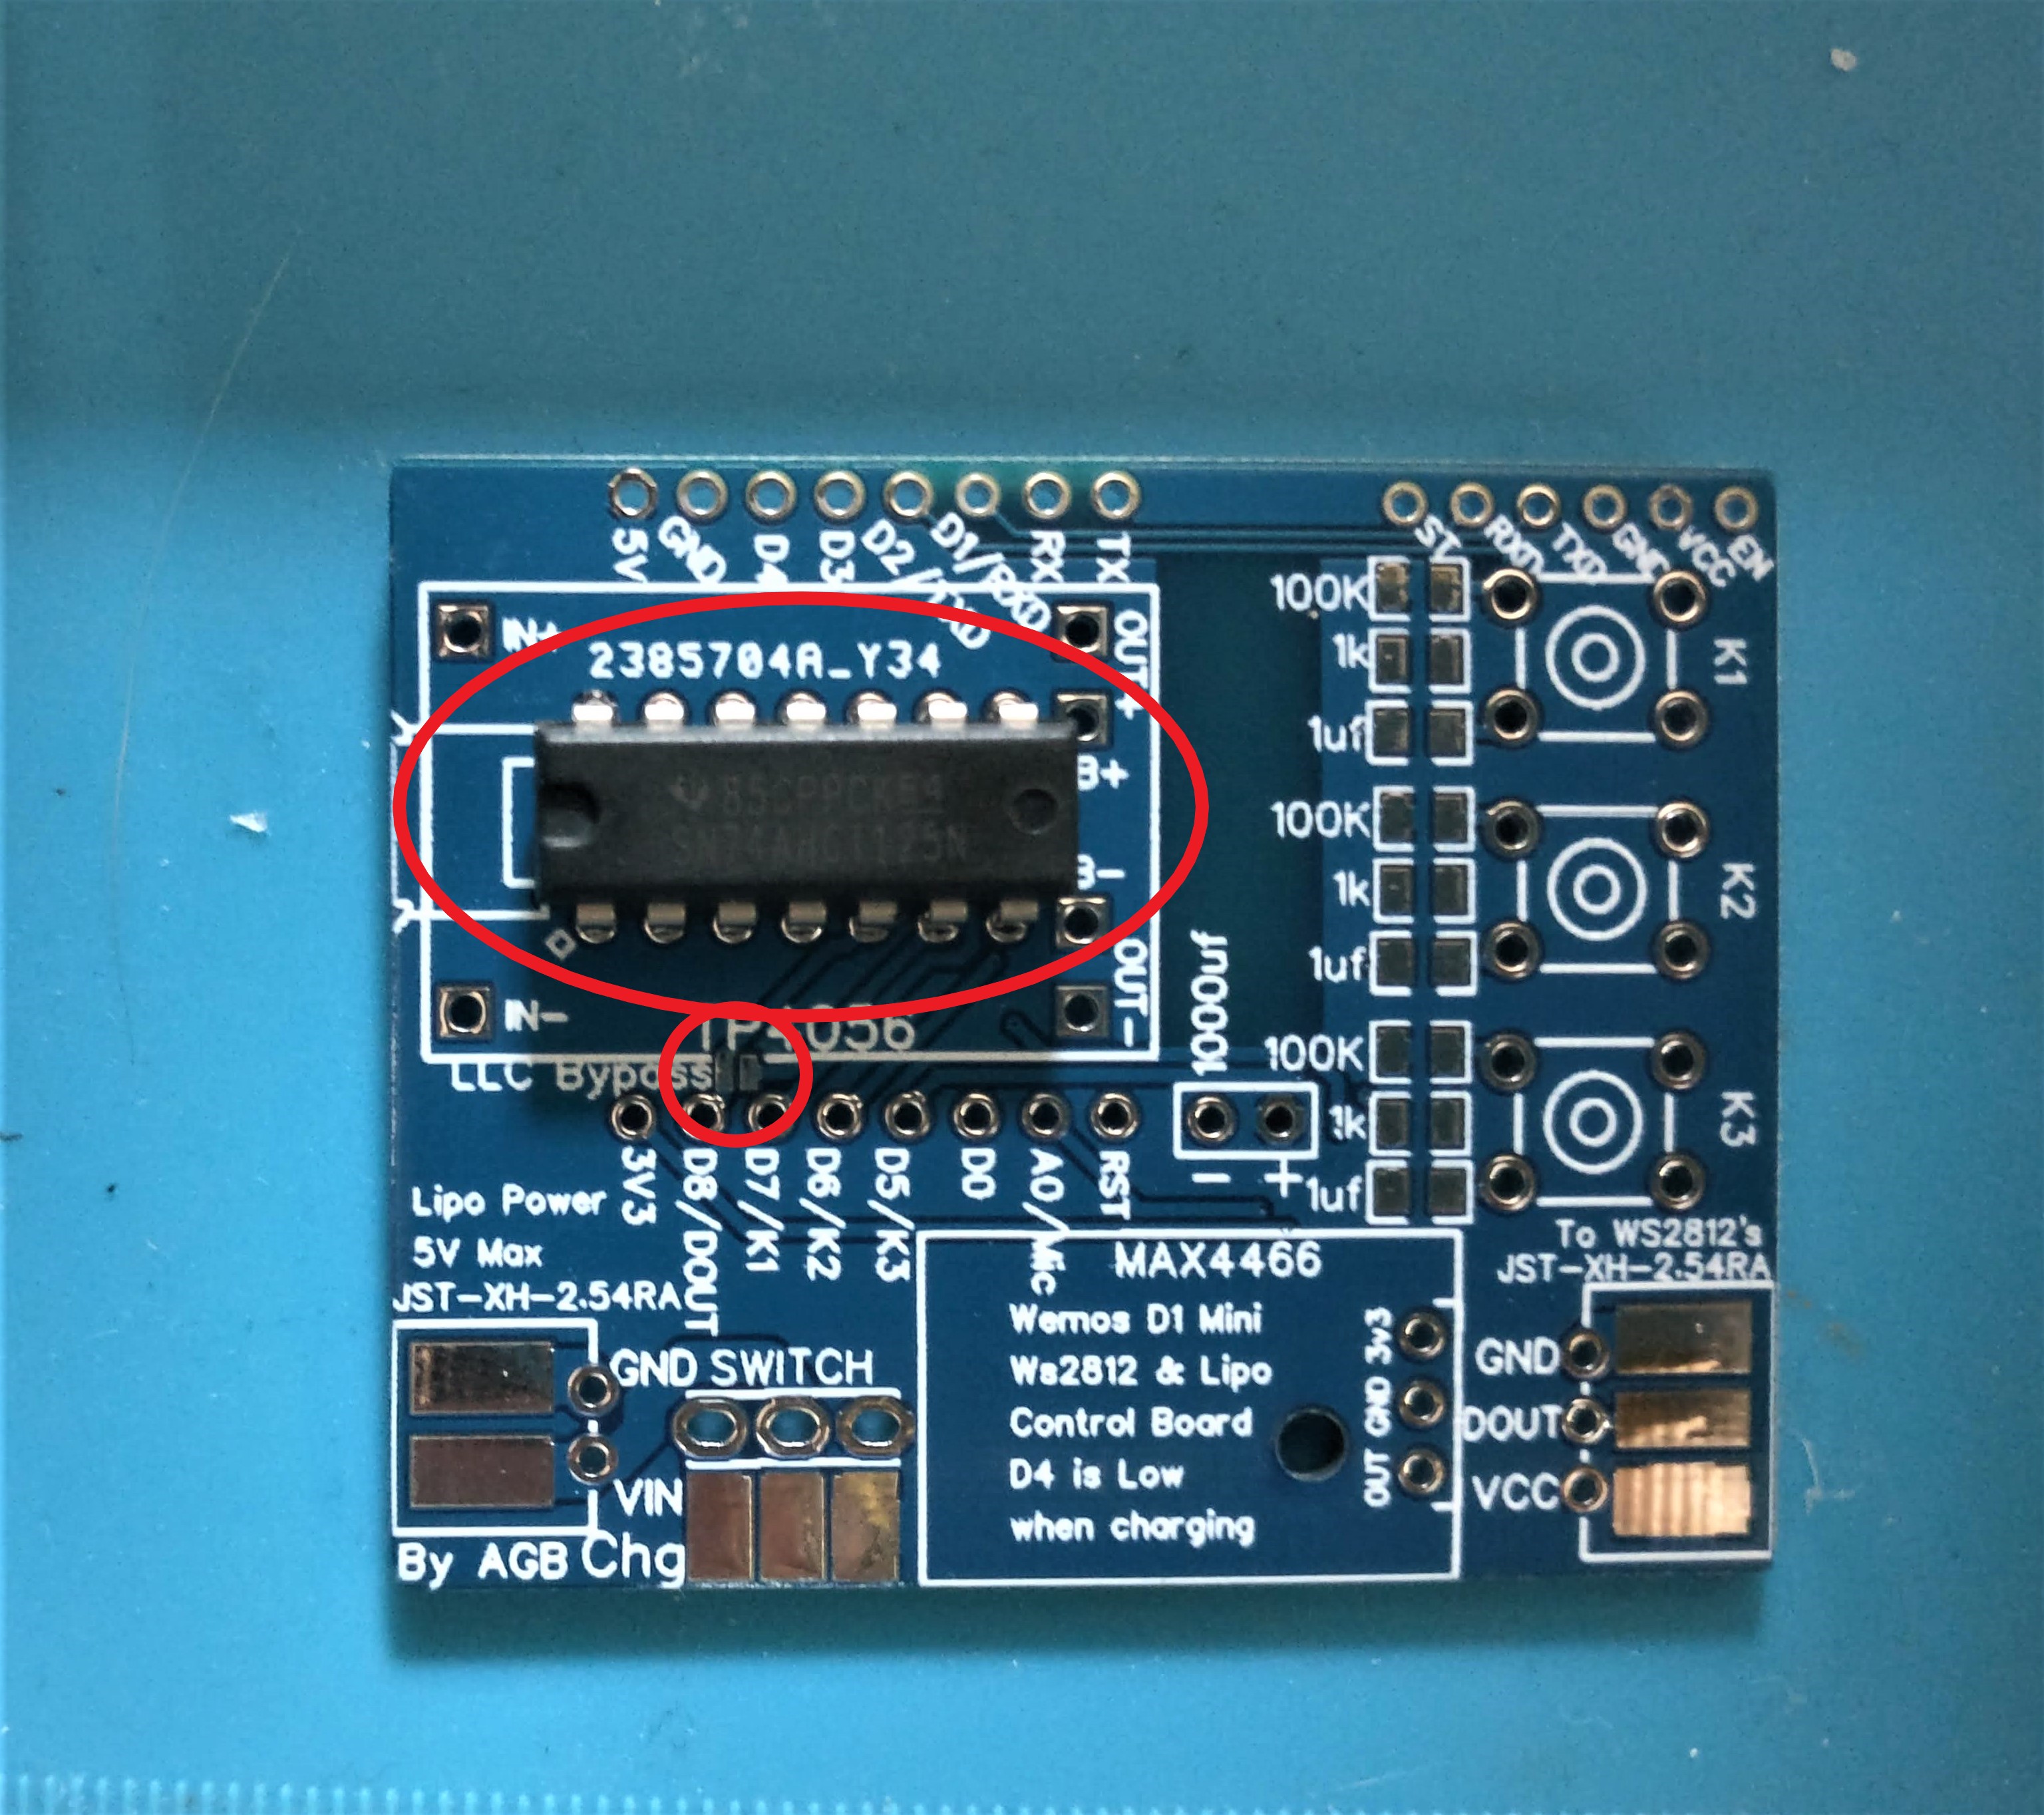 5V
GND
D4
D3
D2/TXD
D1/RXD
RX
TX
ST
RXD
TXD
GND
VCC
EN
IN+
2385704A_Y34
OUT+
B+
SN74AHCT125N
B-
OUT-
IN-
TP4056
LLC Bypass
100K
1k
1uf
K1
100K
1k
1uf
K2
100K
1k
1uf
K3
1000uf
- +
3V3
D8/DOUT
D7/K1
D6/K2
D5/K3
D0
A0/Mic
RST
Lipo Power
5V Max
JST-XH-2.54RA
GND
VIN
SWITCH
Chg
By AGB
MAX4466
Wemos D1 Mini
Ws2812 & Lipo
Control Board
D4 is Low
when charging
3v3
GND
OUT
To WS2812's
JST-XH-2.54RA
GND
DOUT
VCC